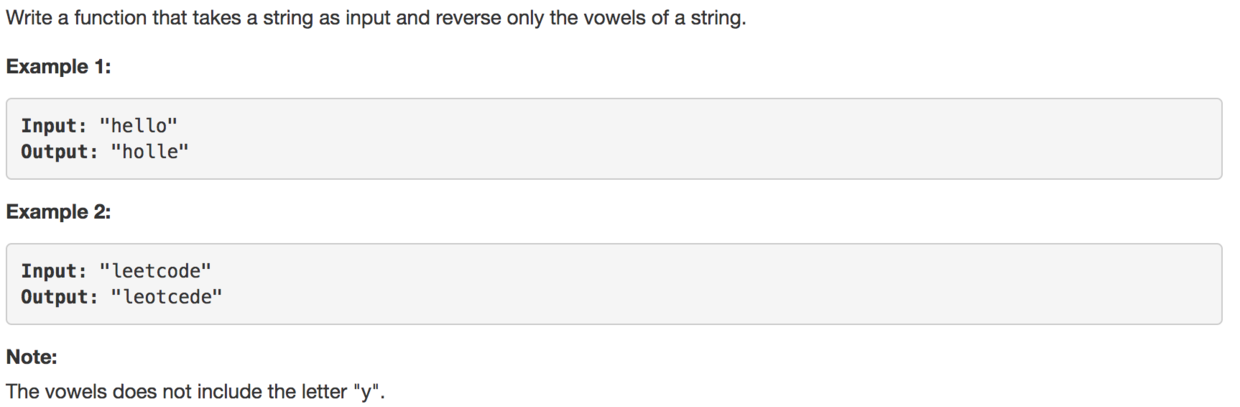 Write a function that takes a string as input and reverse only the vowels of a string.
Example 1:
Input: "hello"
Output: "holle"
Example 2:
Input: "leetcode"
Output: "leotcede"
Note:
The vowels does not include the letter "y".